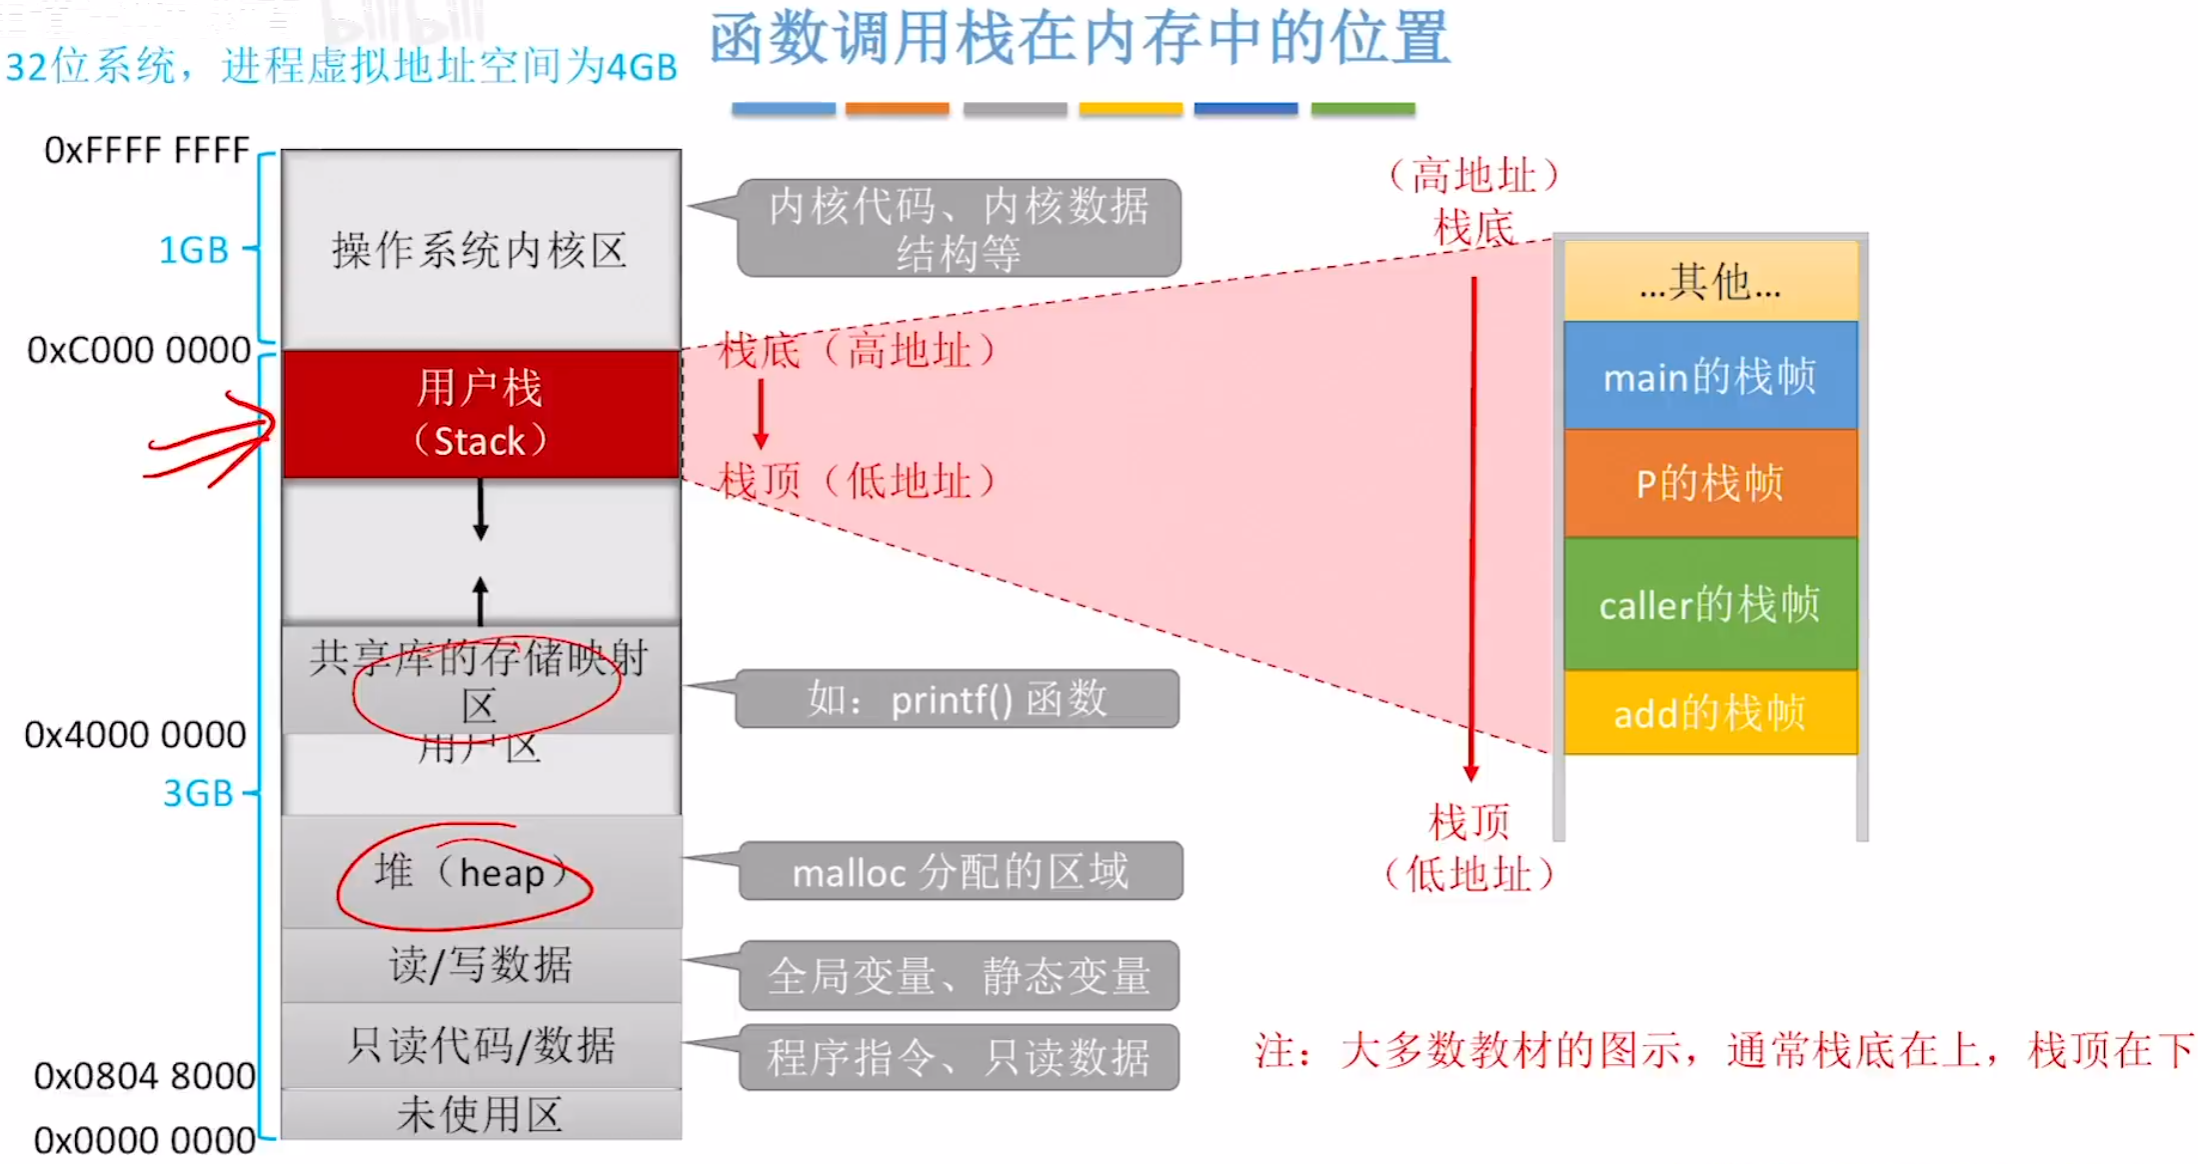 函数调用栈在内存中的位置
32位系统，进程虚拟地址空间为4GB
0xFFFF FFFF
1GB
0xC000 0000
0x4000 0000
3GB
0x0804 8000
0x0000 0000
操作系统内核区
用户栈
（Stack）
共享库的存储映射
区
用户区
堆（heap）
读/写数据
只读代码/数据
未使用区
内核代码、内核数据
结构等
栈底（高地址）
栈顶（低地址）
如：printf() 函数
malloc 分配的区域
全局变量、静态变量
程序指令、只读数据
（高地址）
栈底
栈顶
（低地址）
...其他...
main的栈帧
P的栈帧
caller的栈帧
add的栈帧
注：大多数教材的图示，通常栈底在上，栈顶在下